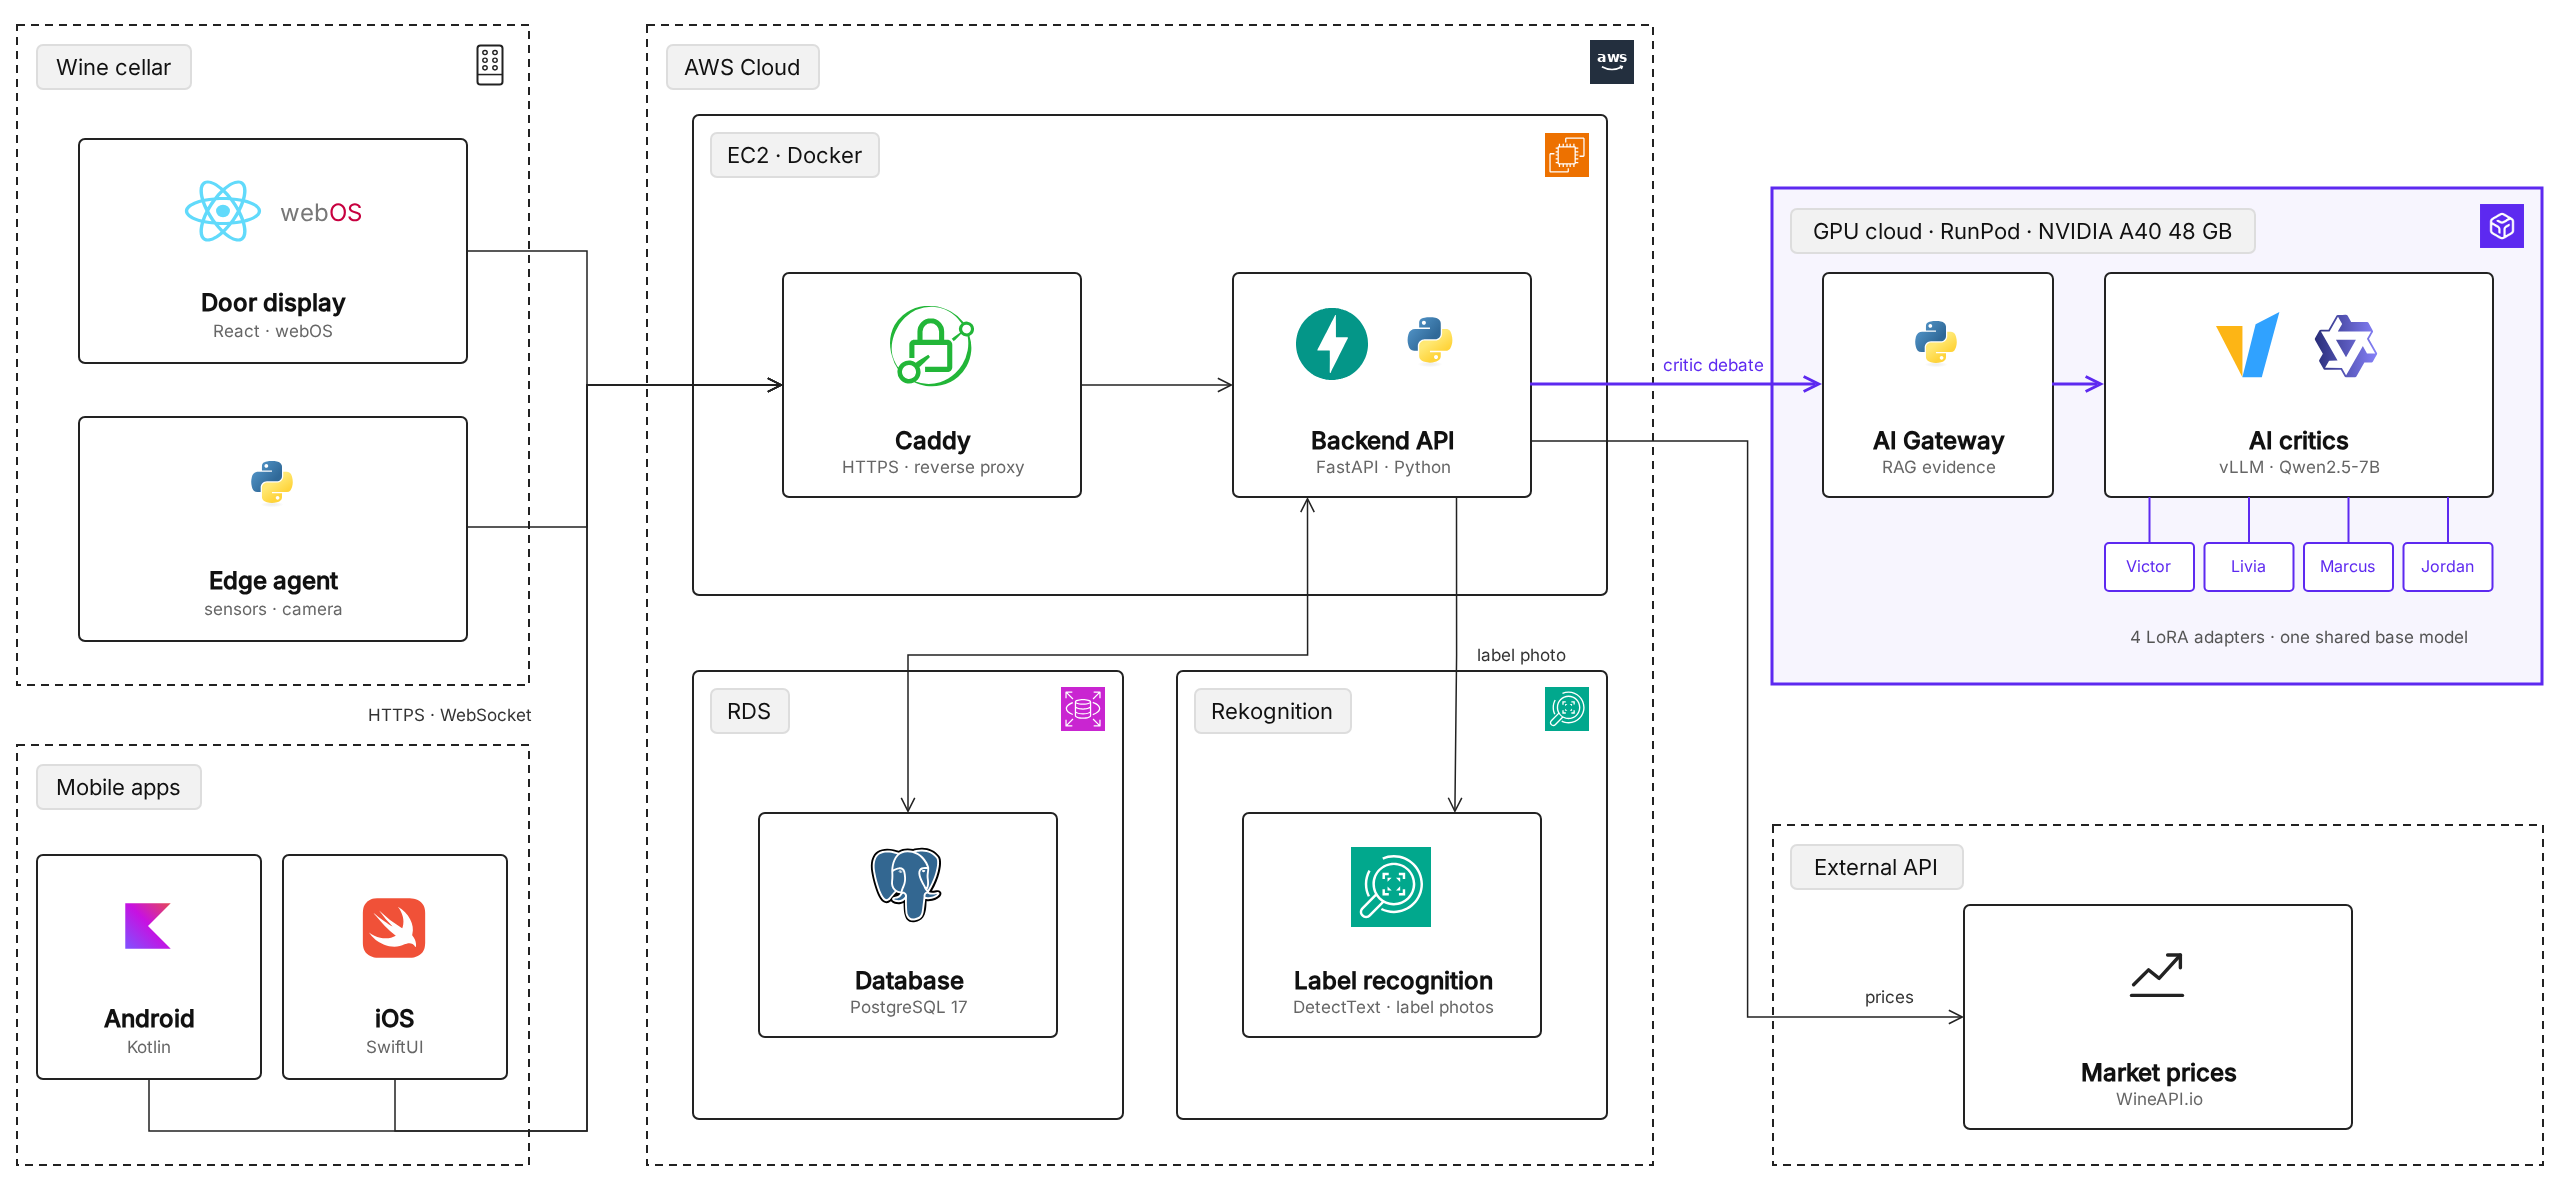 Wine cellar
webOS
Door display
React · webOS
Edge agent
sensors · camera
HTTPS · WebSocket
Mobile apps
Android
Kotlin
iOS
SwiftUI
AWS Cloud
aws
EC2 · Docker
Caddy
HTTPS · reverse proxy
Backend API
FastAPI · Python
label photo
RDS
Database
PostgreSQL 17
Rekognition
Label recognition
DetectText · label photos
critic debate
GPU cloud · RunPod · NVIDIA A40 48 GB
AI Gateway
RAG evidence
AI critics
vLLM · Qwen2.5-7B
Victor
Livia
Marcus
Jordan
4 LoRA adapters · one shared base model
External API
prices
Market prices
WineAPI.io